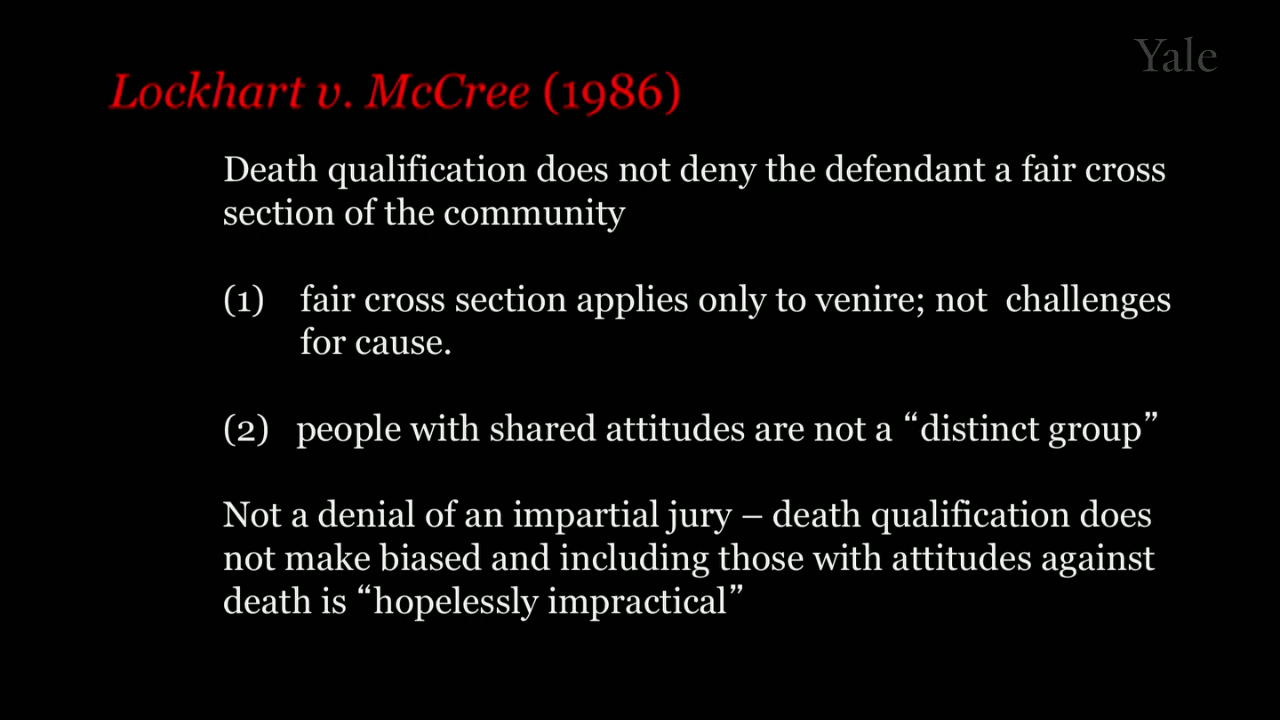 Yale
Lockhart v. McCree (1986)
Death qualification does not deny the defendant a fair cross
section of the community
(1) fair cross section applies only to venire; not challenges
for cause.
(2) people with shared attitudes are not a “distinct group”
Not a denial of an impartial jury – death qualification does
not make biased and including those with attitudes against
death is “hopelessly impractical”